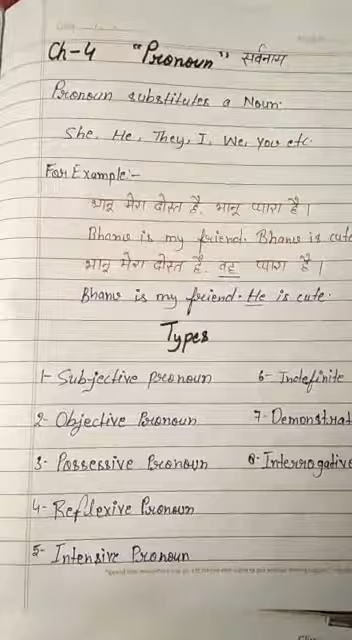 Ch-4 "Pronoun" सर्वनाम
Pronoun substitutes a Noun.
She, He, They, I, We, You etc.
For Example:-
भानू मेरा दोस्त है, भानू प्यारा है।
Bhanu is my friend. Bhanu is cute
भानू मेरा दोस्त है, वह प्यारा है।
Bhanu is my friend. He is cute.
Types
1- Subjective pronoun 6- Indefinite
2- Objective Pronoun 7- Demonstrat
3- Possessive Pronoun 8- Interrogative
4- Reflexive Pronoun
5- Intensive Pronoun